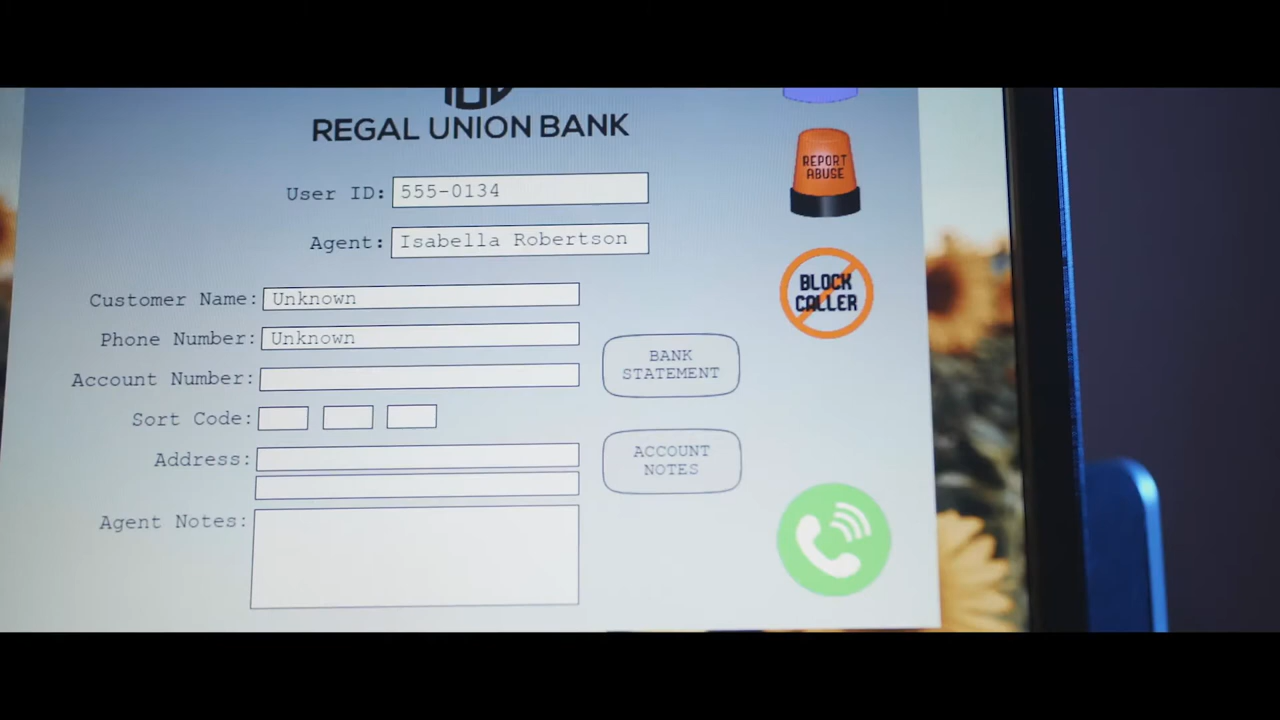 REGAL UNION BANK
User ID: 555-0134
Agent: Isabella Robertson
Customer Name: Unknown
Phone Number: Unknown
Account Number:
Sort Code:
Address:
Agent Notes:
BANK
STATEMENT
ACCOUNT
NOTES
REPORT
ABUSE
BLOCK
CALLER